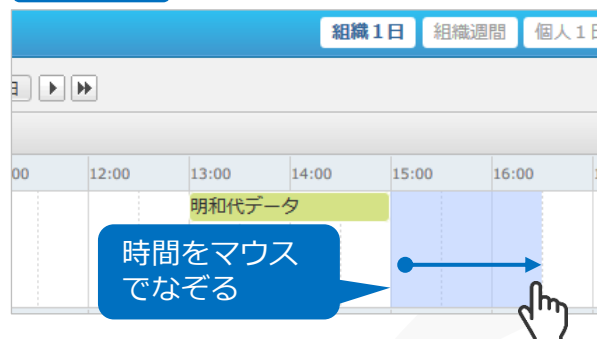 組織1日 組織週間 個人1日
日
00 12:00 13:00 14:00 15:00 16:00
明和代データ
時間をマウス
でなぞる